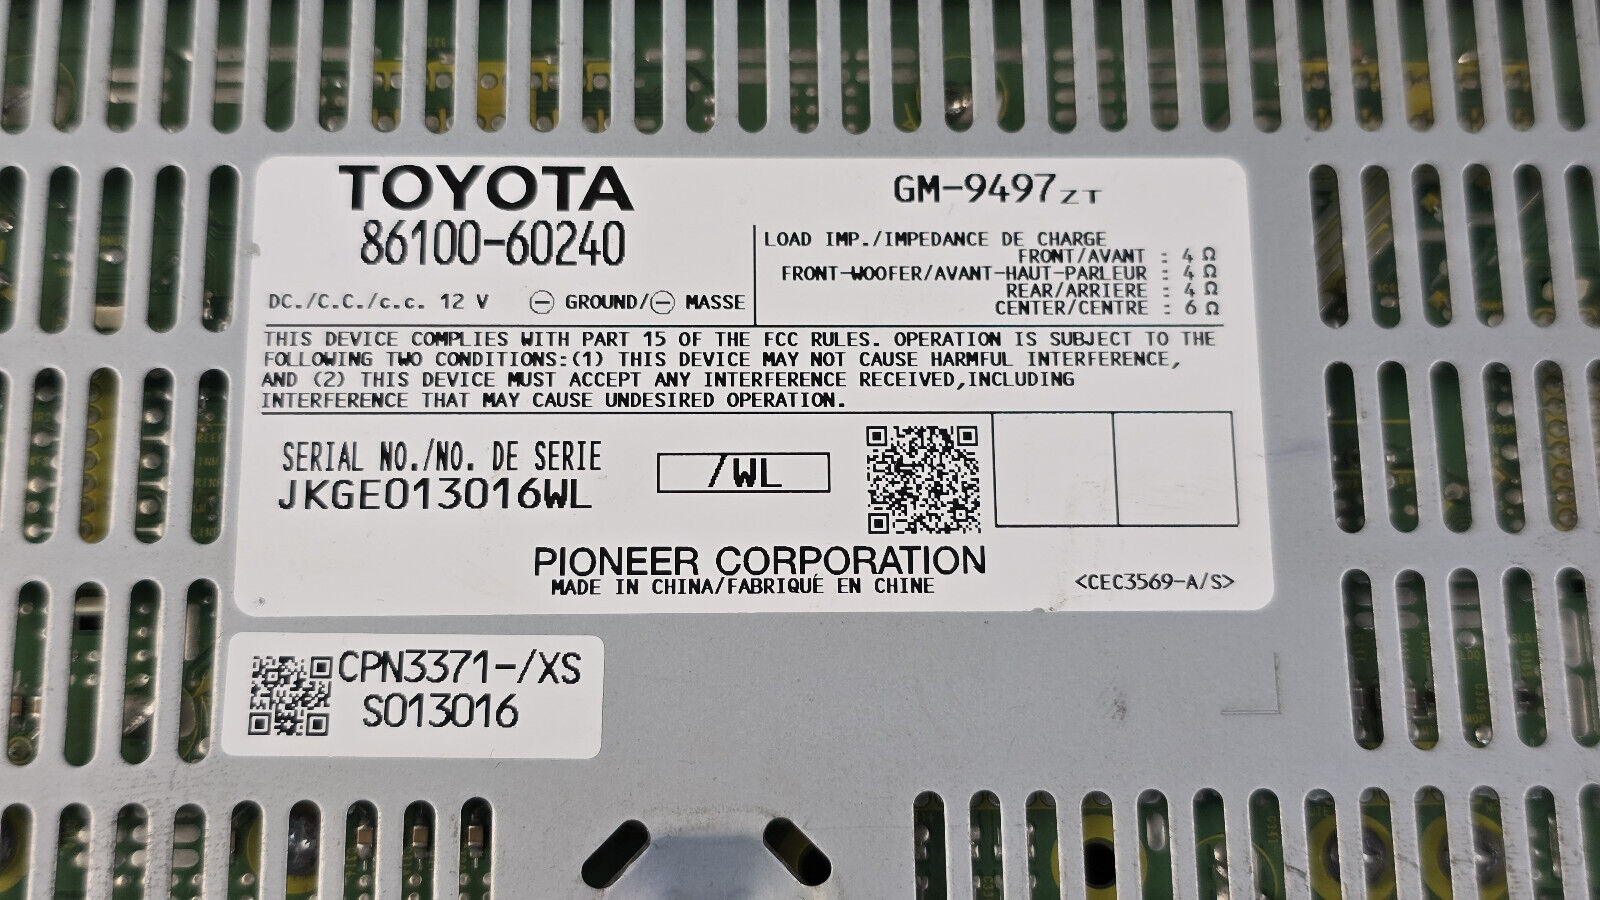 TOYOTA
86100-60240
DC./C.C./c.c. 12 V ⊖ GROUND/⊖ MASSE
GM-9497ZT
LOAD IMP./IMPEDANCE DE CHARGE
FRONT/AVANT : 4 Ω
FRONT-WOOFER/AVANT-HAUT-PARLEUR : 4 Ω
REAR/ARRIERE : 4 Ω
CENTER/CENTRE : 6 Ω
THIS DEVICE COMPLIES WITH PART 15 OF THE FCC RULES. OPERATION IS SUBJECT TO THE
FOLLOWING TWO CONDITIONS:(1) THIS DEVICE MAY NOT CAUSE HARMFUL INTERFERENCE,
AND (2) THIS DEVICE MUST ACCEPT ANY INTERFERENCE RECEIVED,INCLUDING
INTERFERENCE THAT MAY CAUSE UNDESIRED OPERATION.
SERIAL NO./NO. DE SERIE
JKGE013016WL
/WL
PIONEER CORPORATION
MADE IN CHINA/FABRIQUÉ EN CHINE
<CEC3569-A/S>
CPN3371-/XS
S013016